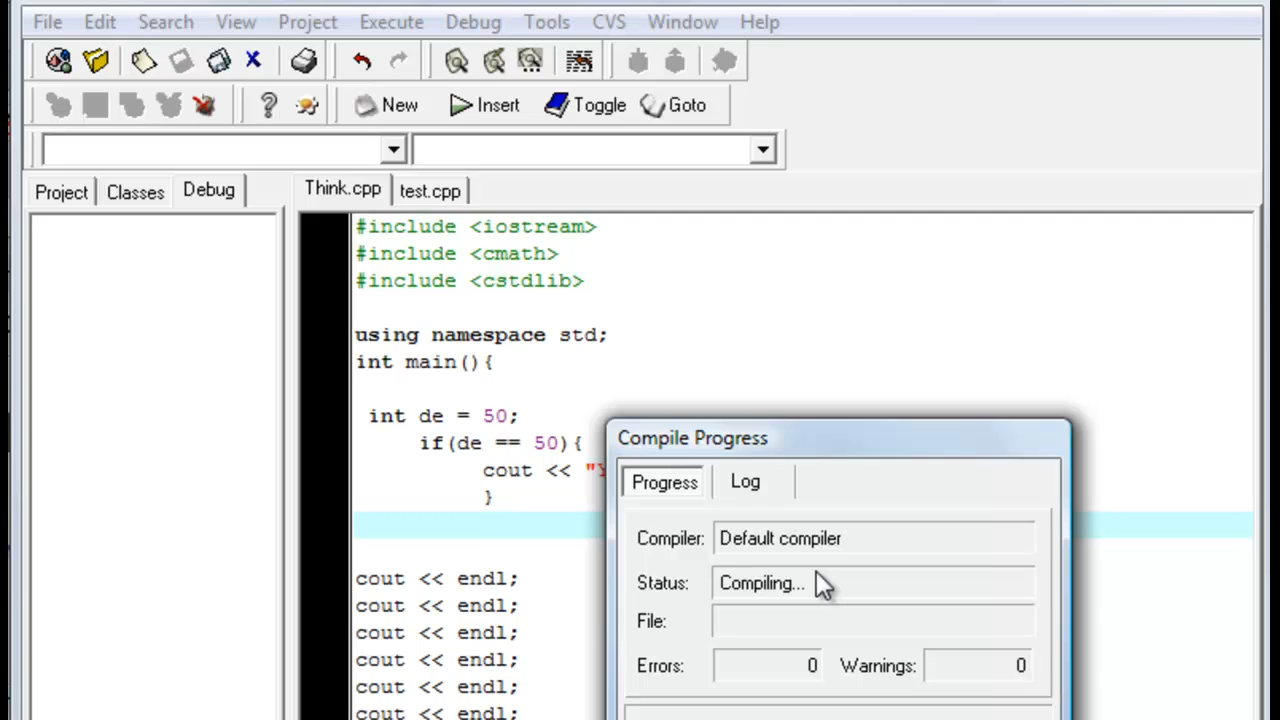 File Edit Search View Project Execute Debug Tools CVS Window Help
New Insert Toggle Goto
Project Classes Debug Think.cpp test.cpp
#include <iostream>
#include <cmath>
#include <cstdlib>
using namespace std;
int main(){
int de = 50;
if(de == 50){
cout << "
}
cout << endl;
cout << endl;
cout << endl;
cout << endl;
cout << endl;
cout << endl;
Compile Progress
Progress Log
Compiler: Default compiler
Status: Compiling...
File:
Errors: 0 Warnings: 0